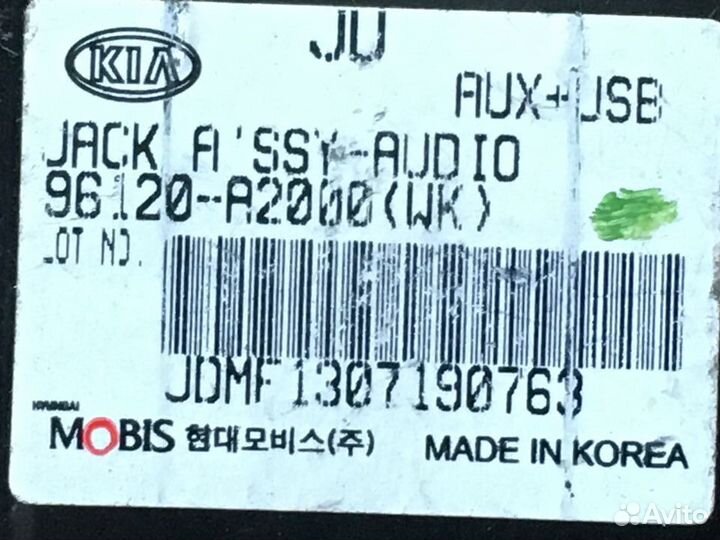 KIA
JD
AUX+USB
JACK A'SSY-AUDIO
96120-A2000(WK)
LOT NO.
JDMF1307190763
HYUNDAI
MOBIS 현대모비스(주) MADE IN KOREA
Avito